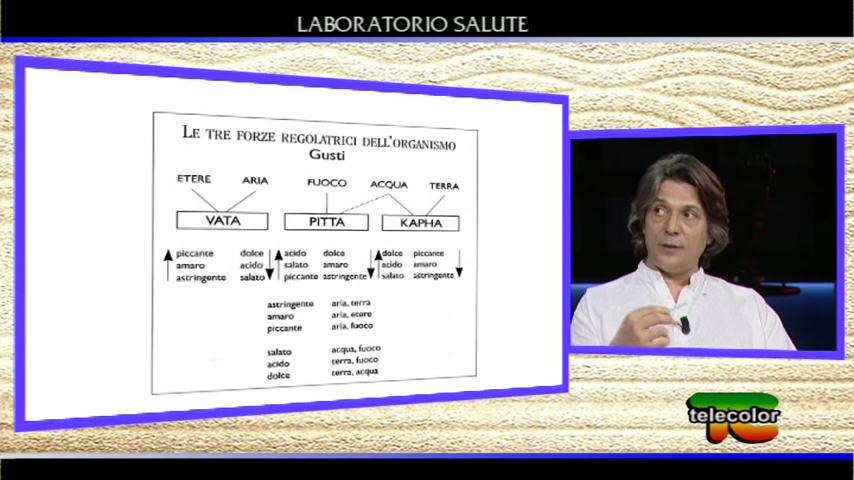 LABORATORIO SALUTE
LE TRE FORZE REGOLATRICI DELL'ORGANISMO
Gusti
ETERE ARIA FUOCO ACQUA TERRA
VATA PITTA KAPHA
piccante dolce acido dolce dolce piccante
amaro acido salato amaro acido amaro
astringente salato piccante astringente salato astringente
astringente aria, terra
amaro aria, etere
piccante aria, fuoco
salato acqua, fuoco
acido terra, fuoco
dolce terra, acqua
telecolor
TC